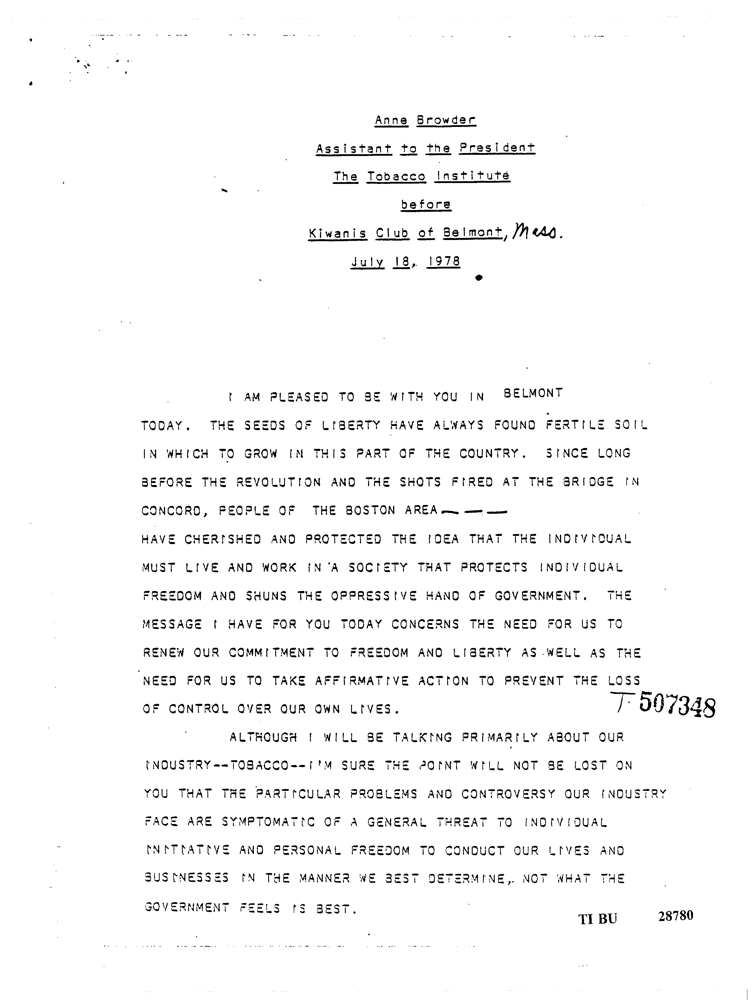 Anne Browder
Assistant to the President
The Tobacco Institute
before
Kiwanis Club of Belmont, Mass.
July 18, 1978
I AM PLEASED TO BE WITH YOU IN BELMONT
TODAY. THE SEEDS OF LIBERTY HAVE ALWAYS FOUND FERTILE SOIL
IN WHICH TO GROW IN THIS PART OF THE COUNTRY. SINCE LONG
BEFORE THE REVOLUTION AND THE SHOTS FIRED AT THE BRIDGE IN
CONCORD, PEOPLE OF THE BOSTON AREA — — —
HAVE CHERISHED AND PROTECTED THE IDEA THAT THE INDIVIDUAL
MUST LIVE AND WORK IN A SOCIETY THAT PROTECTS INDIVIDUAL
FREEDOM AND SHUNS THE OPPRESSIVE HAND OF GOVERNMENT. THE
MESSAGE I HAVE FOR YOU TODAY CONCERNS THE NEED FOR US TO
RENEW OUR COMMITMENT TO FREEDOM AND LIBERTY AS WELL AS THE
NEED FOR US TO TAKE AFFIRMATIVE ACTION TO PREVENT THE LOSS
OF CONTROL OVER OUR OWN LIVES.
T 507348
ALTHOUGH I WILL BE TALKING PRIMARILY ABOUT OUR
INDUSTRY--TOBACCO--I'M SURE THE POINT WILL NOT BE LOST ON
YOU THAT THE PARTICULAR PROBLEMS AND CONTROVERSY OUR INDUSTRY
FACE ARE SYMPTOMATIC OF A GENERAL THREAT TO INDIVIDUAL
INITIATIVE AND PERSONAL FREEDOM TO CONDUCT OUR LIVES AND
BUSINESSES IN THE MANNER WE BEST DETERMINE, NOT WHAT THE
GOVERNMENT FEELS IS BEST.
TI BU 28780